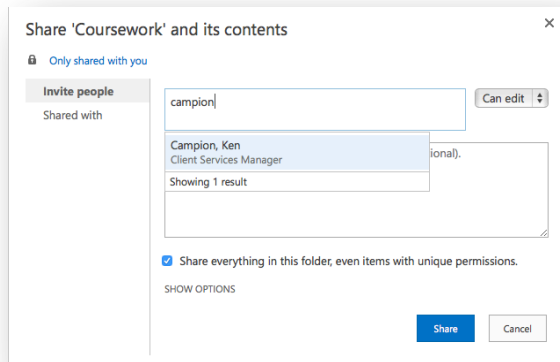 Share 'Coursework' and its contents
Only shared with you
Invite people
Shared with
campion
Can edit
Campion, Ken
Client Services Manager
ional).
Showing 1 result
Share everything in this folder, even items with unique permissions.
SHOW OPTIONS
Share
Cancel